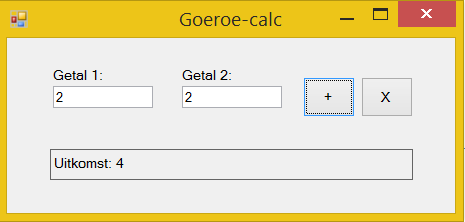 Goeroe-calc
Getal 1: Getal 2:
2 2 + X
Uitkomst: 4